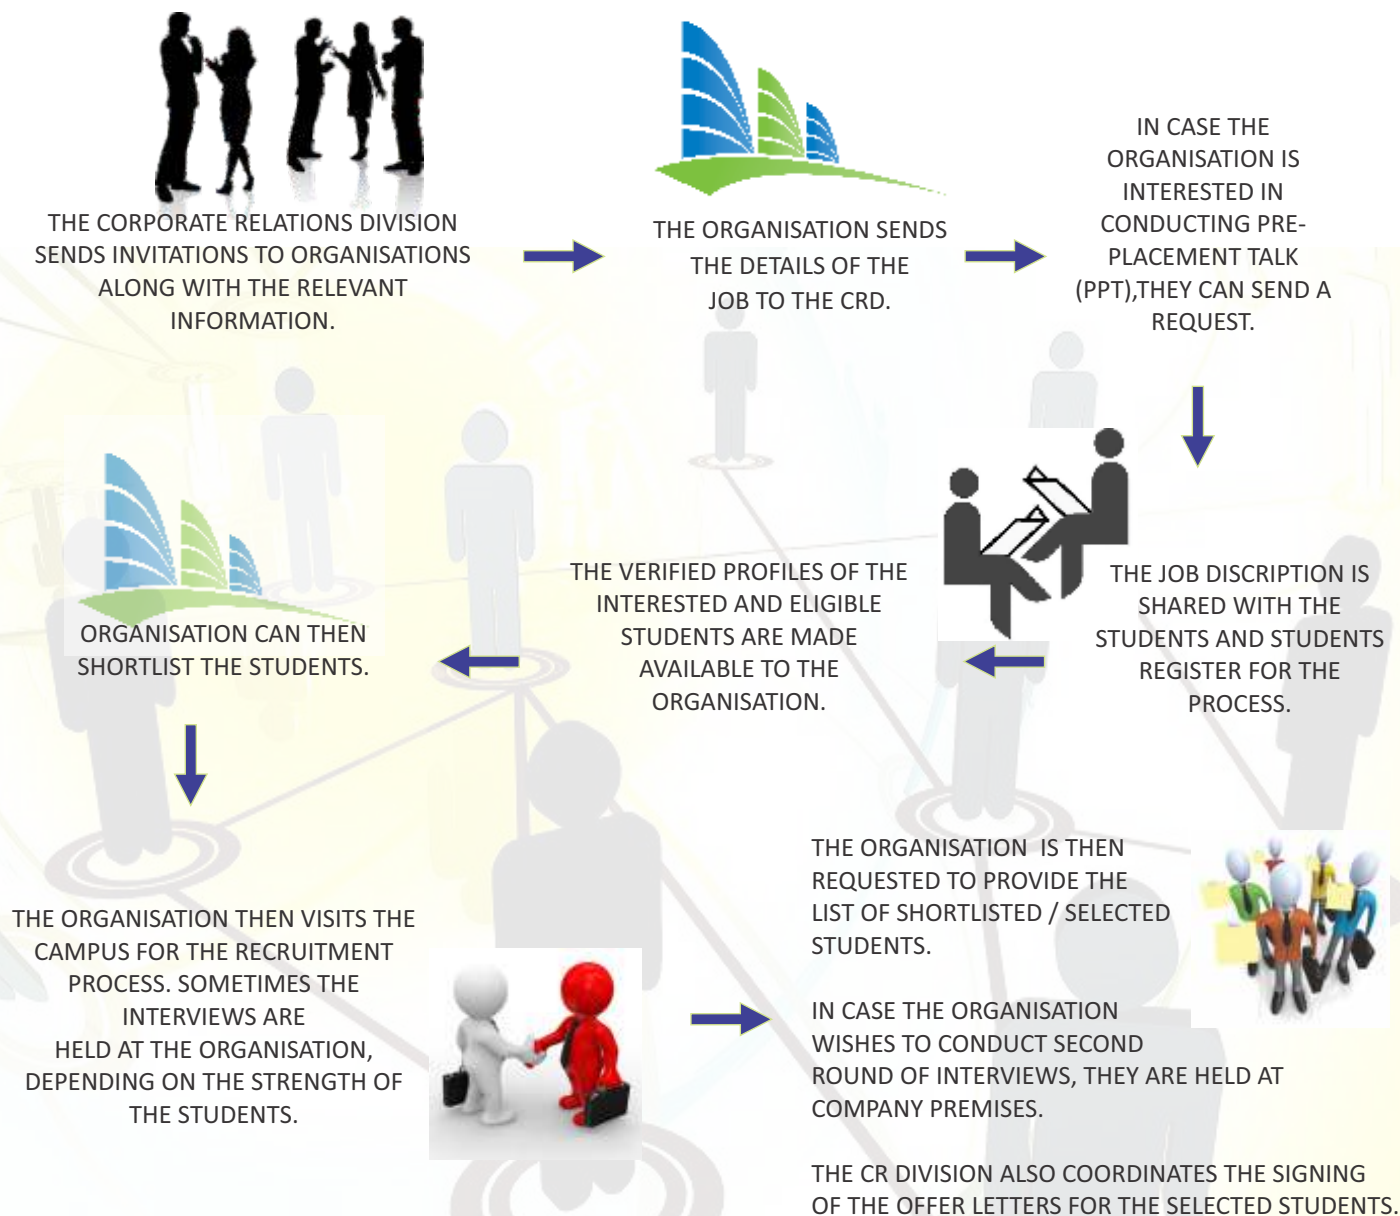 THE CORPORATE RELATIONS DIVISION
SENDS INVITATIONS TO ORGANISATIONS
ALONG WITH THE RELEVANT
INFORMATION.
THE ORGANISATION SENDS
THE DETAILS OF THE
JOB TO THE CRD.
IN CASE THE
ORGANISATION IS
INTERESTED IN
CONDUCTING PRE-
PLACEMENT TALK
(PPT),THEY CAN SEND A
REQUEST.
THE JOB DISCRIPTION IS
SHARED WITH THE
STUDENTS AND STUDENTS
REGISTER FOR THE
PROCESS.
THE VERIFIED PROFILES OF THE
INTERESTED AND ELIGIBLE
STUDENTS ARE MADE
AVAILABLE TO THE
ORGANISATION.
ORGANISATION CAN THEN
SHORTLIST THE STUDENTS.
THE ORGANISATION THEN VISITS THE
CAMPUS FOR THE RECRUITMENT
PROCESS. SOMETIMES THE
INTERVIEWS ARE
HELD AT THE ORGANISATION,
DEPENDING ON THE STRENGTH OF
THE STUDENTS.
THE ORGANISATION IS THEN
REQUESTED TO PROVIDE THE
LIST OF SHORTLISTED / SELECTED
STUDENTS.
IN CASE THE ORGANISATION
WISHES TO CONDUCT SECOND
ROUND OF INTERVIEWS, THEY ARE HELD AT
COMPANY PREMISES.
THE CR DIVISION ALSO COORDINATES THE SIGNING
OF THE OFFER LETTERS FOR THE SELECTED STUDENTS.